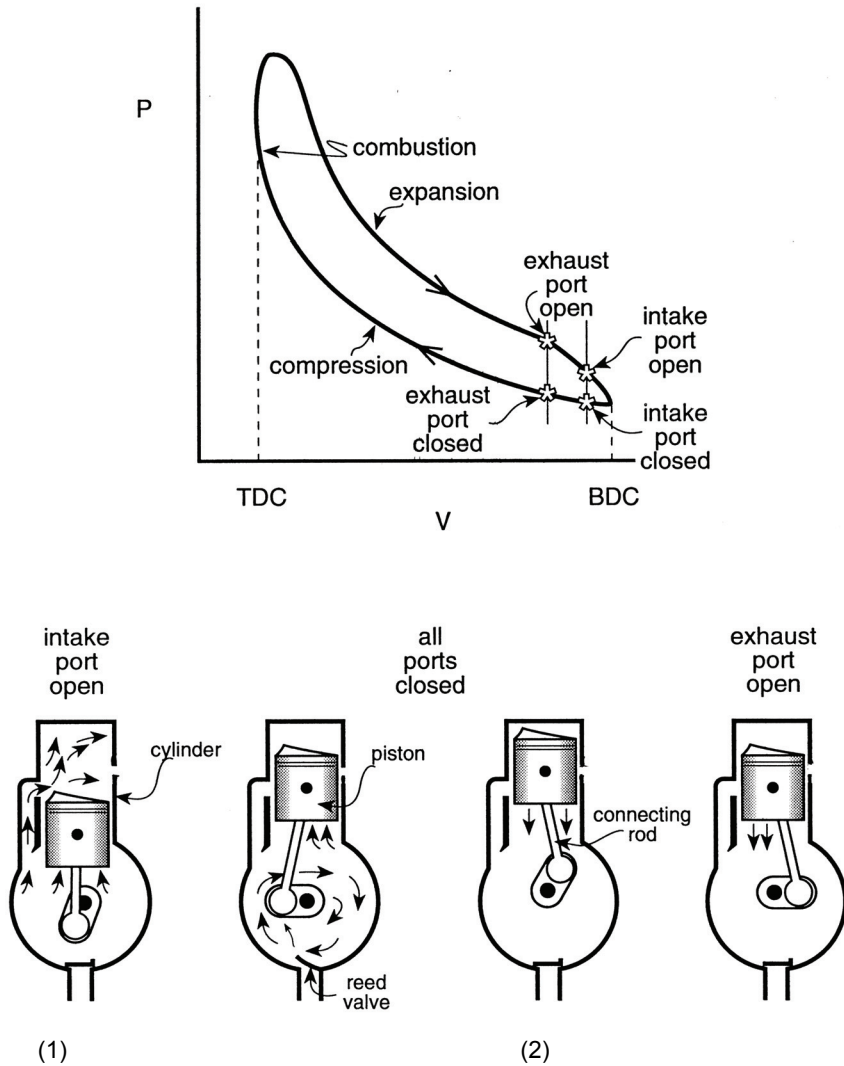 P
combustion
expansion
exhaust
port
open
intake
port
open
compression
exhaust
port
closed
intake
port
closed
TDC
BDC
V
intake
port
open
all
ports
closed
exhaust
port
open
cylinder
piston
connecting
rod
reed
valve
(1)
(2)